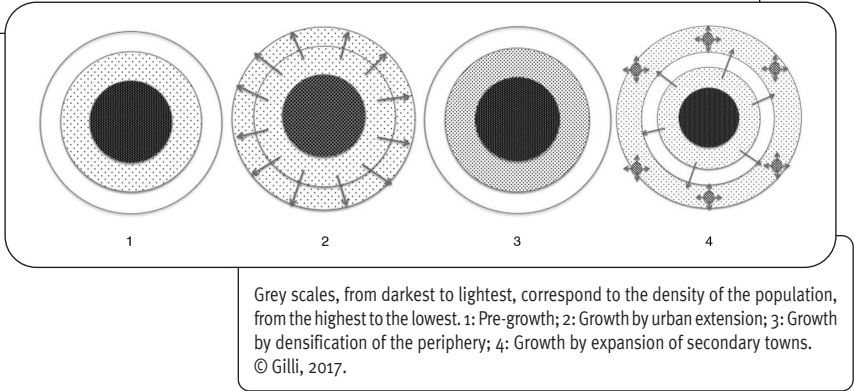 1 2 3 4
Grey scales, from darkest to lightest, correspond to the density of the population,
from the highest to the lowest. 1: Pre-growth; 2: Growth by urban extension; 3: Growth
by densification of the periphery; 4: Growth by expansion of secondary towns.
© Gilli, 2017.